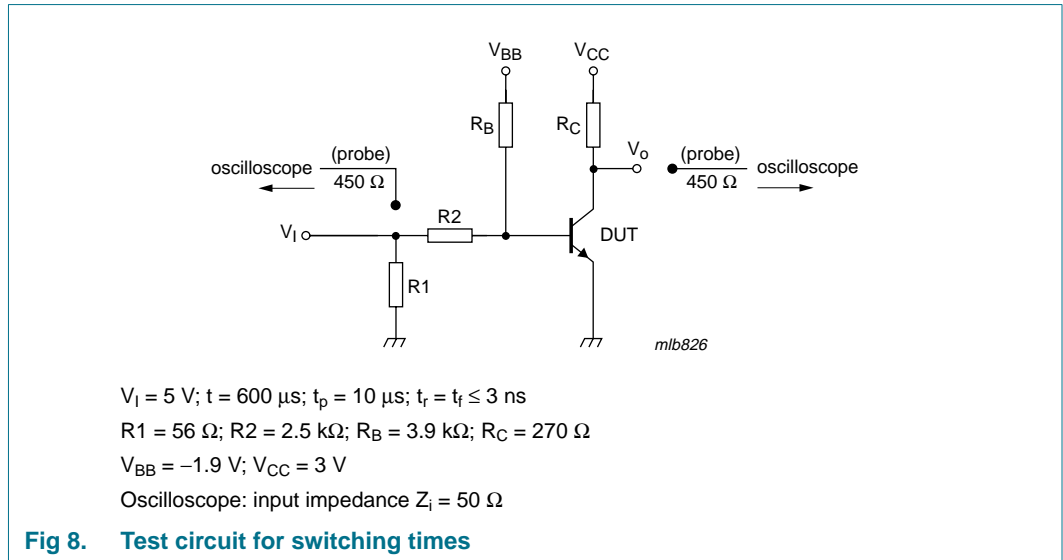 V_BB V_CC
R_B R_C
oscilloscope (probe) 450 Ω
V_o (probe) 450 Ω oscilloscope
R2
V_I
DUT
R1
mlb826
V_I = 5 V; t = 600 μs; t_p = 10 μs; t_r = t_f ≤ 3 ns
R1 = 56 Ω; R2 = 2.5 kΩ; R_B = 3.9 kΩ; R_C = 270 Ω
V_BB = −1.9 V; V_CC = 3 V
Oscilloscope: input impedance Z_i = 50 Ω
Fig 8. Test circuit for switching times